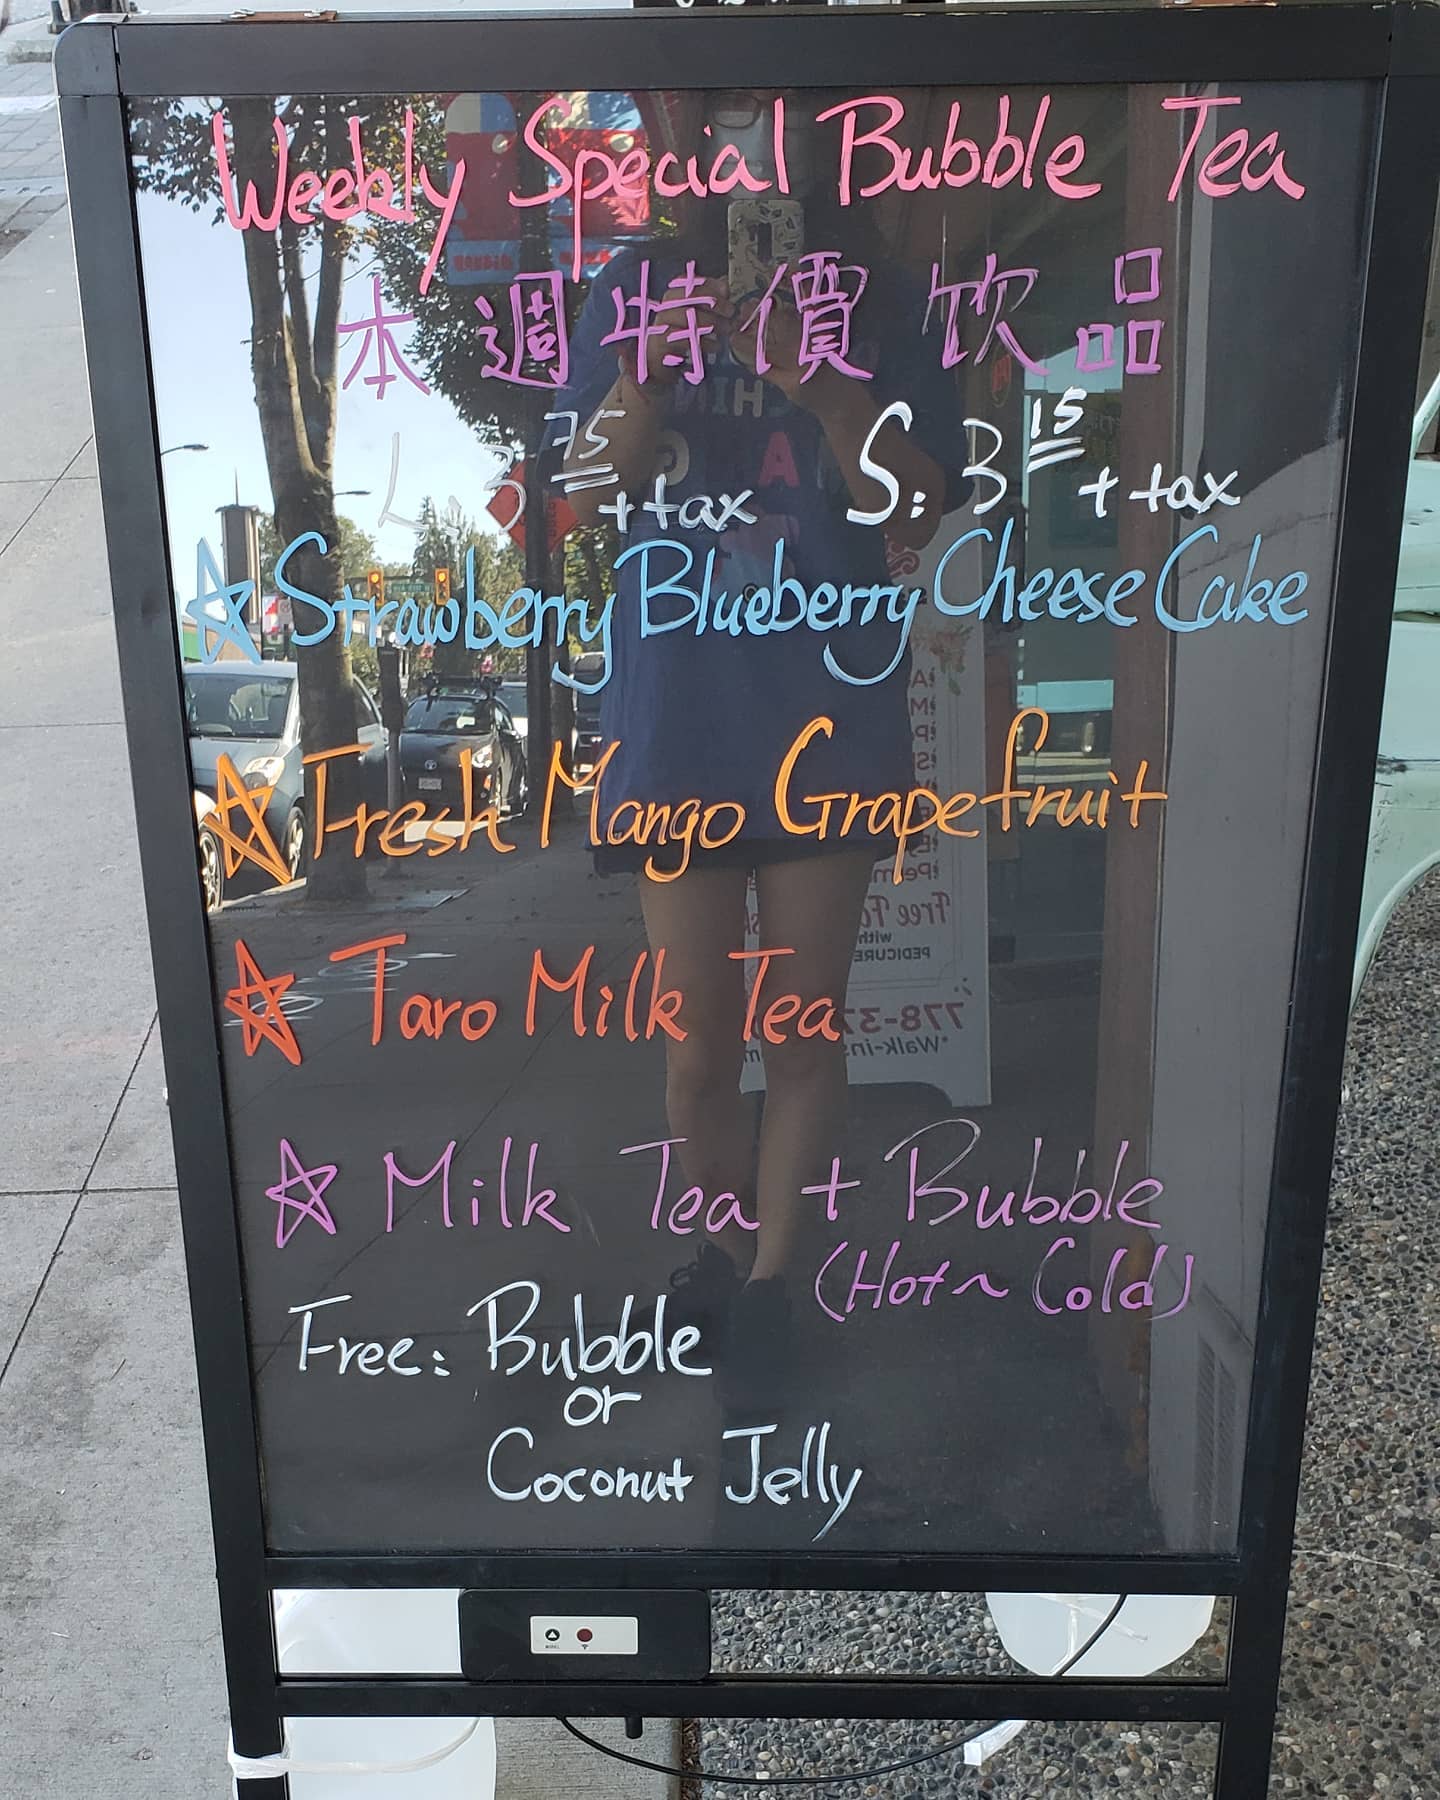 Weekly Special Bubble Tea
本週特價飲品
L: 3 75 + tax S: 3 15 + tax
☆ Strawberry Blueberry Cheese Cake
☆ Fresh Mango Grapefruit
☆ Taro Milk Tea
☆ Milk Tea + Bubble
(Hot ~ Cold)
Free: Bubble
or
Coconut Jelly